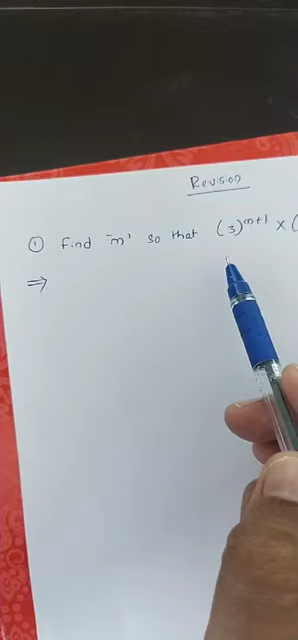 Revision
① Find 'm' so that (3)^{m+1} × (
⇒